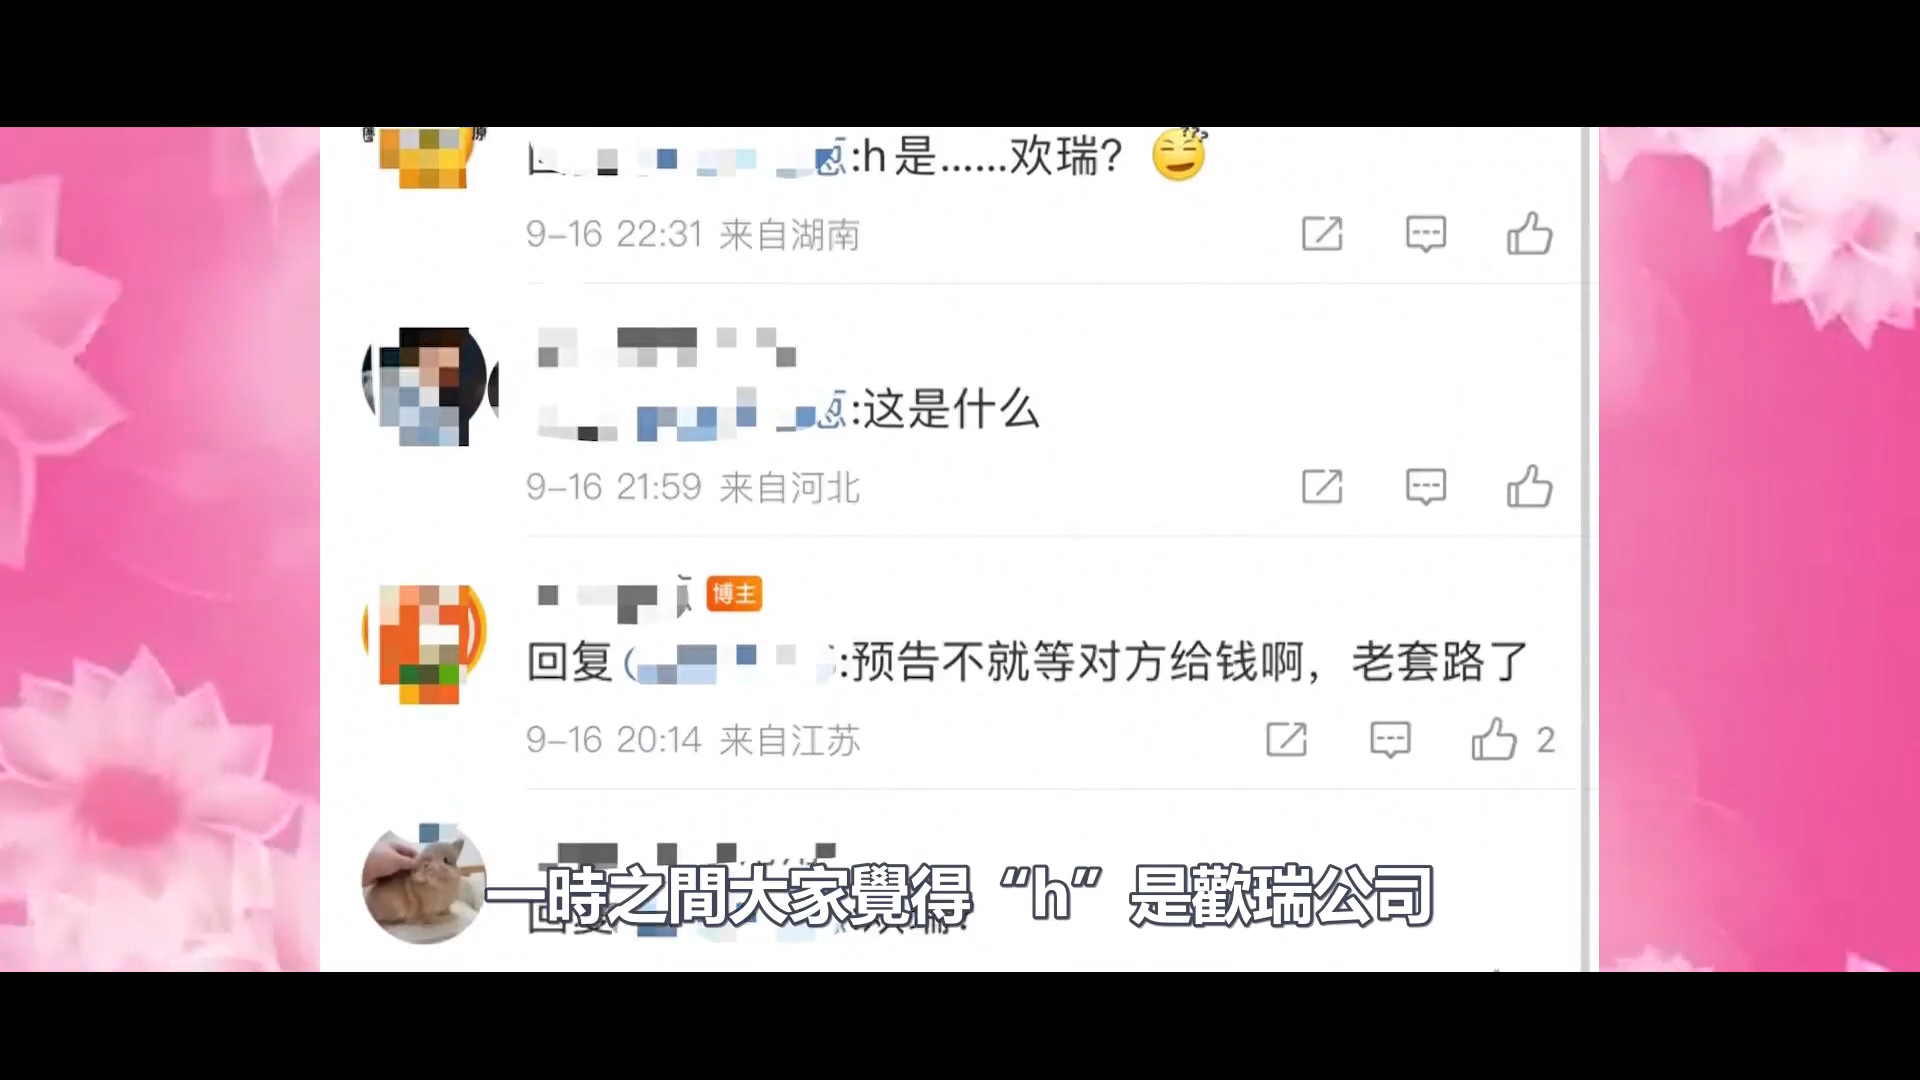 :h是......欢瑞？
9-16 22:31 来自湖南
:这是什么
9-16 21:59 来自河北
博主
回复 :预告不就等对方给钱啊，老套路了
9-16 20:14 来自江苏
2
一時之間大家覺得“h”是歡瑞公司